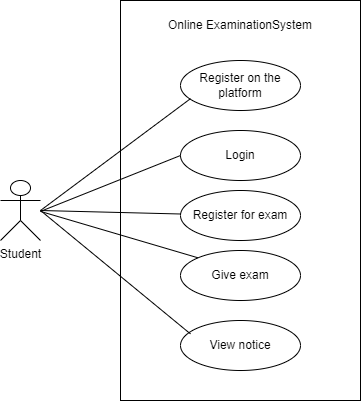 Online ExaminationSystem
Register on the
platform
Login
Register for exam
Give exam
View notice
Student